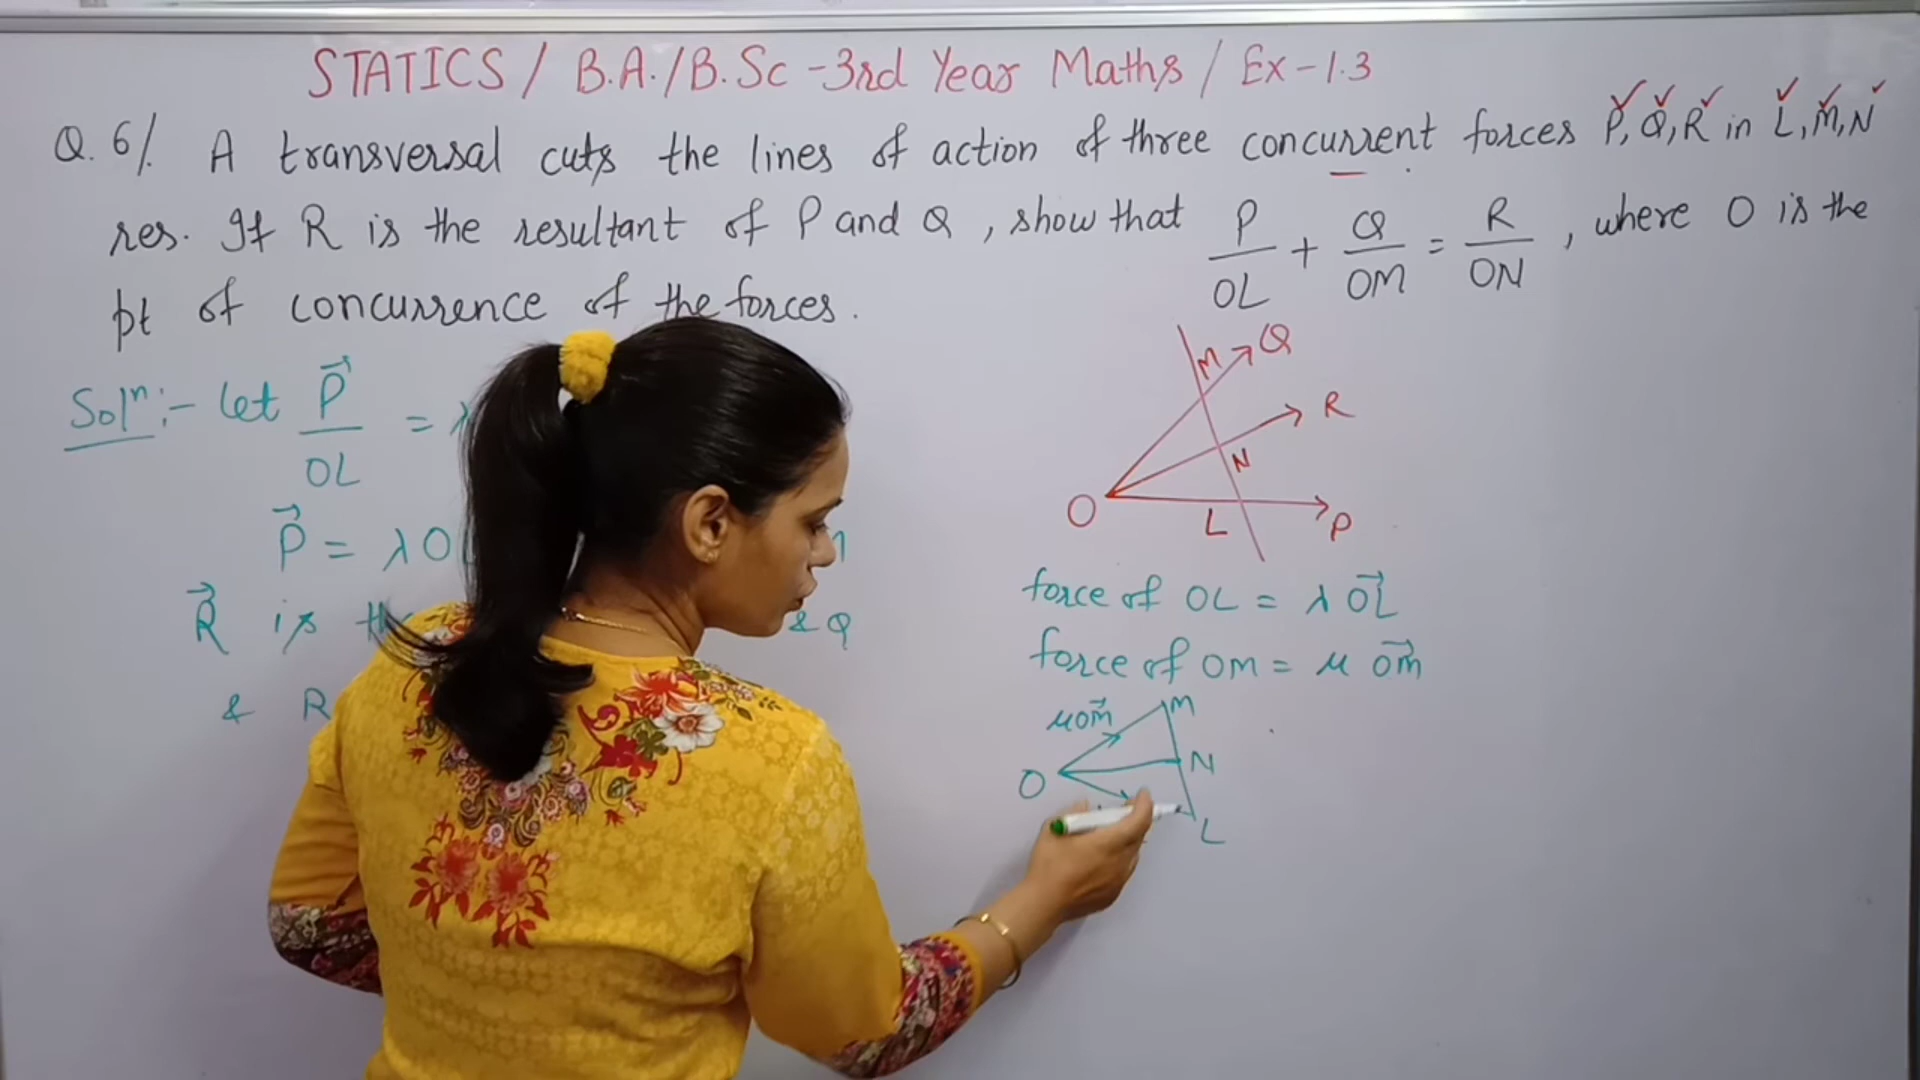 STATICS / B.A./B.Sc - 3rd Year Maths / Ex - 1.3
Q. 6/. A transversal cuts the lines of action of three concurrent forces P, Q, R in L, M, N
res. If R is the resultant of P and Q, show that P/OL + Q/OM = R/ON, where O is the
pt of concurrence of the forces.
Solⁿ:- let P⃗/OL = λ
P⃗ = λ OL
R⃗ is & Q
& R
M Q
R
N
O L P
force of OL = λ OL⃗
force of OM = μ OM⃗
μOM⃗ M
O N
L